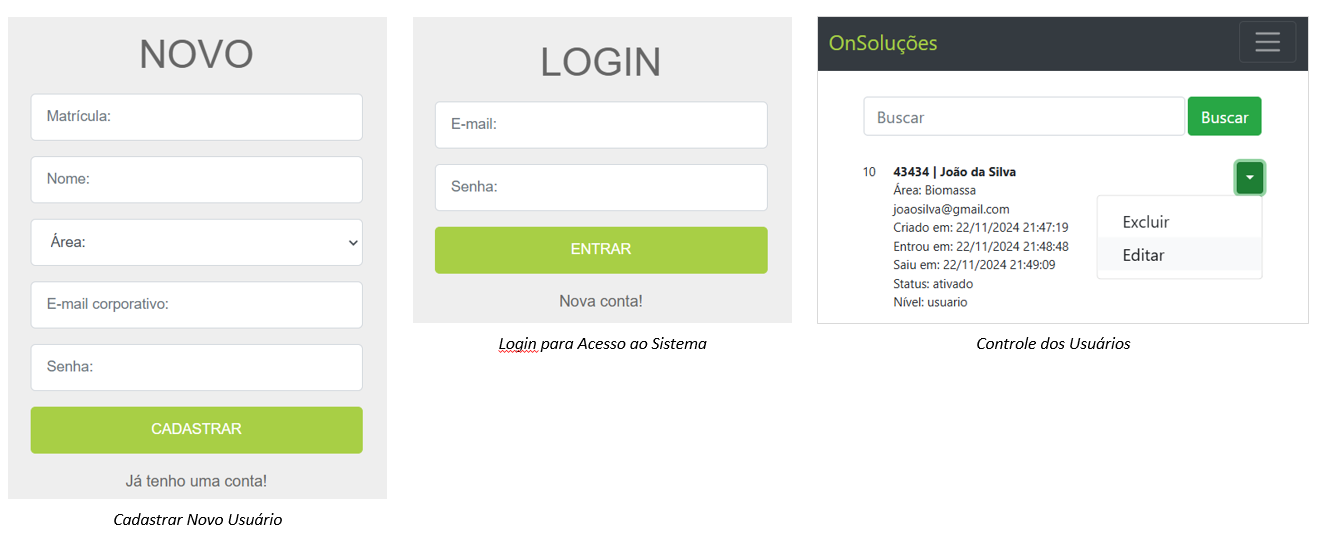 NOVO
Matrícula:
Nome:
Área:
E-mail corporativo:
Senha:
CADASTRAR
Já tenho uma conta!
Cadastrar Novo Usuário
LOGIN
E-mail:
Senha:
ENTRAR
Nova conta!
Login para Acesso ao Sistema
OnSoluções
Buscar
Buscar
10
43434 | João da Silva
Área: Biomassa
joaosilva@gmail.com
Criado em: 22/11/2024 21:47:19
Entrou em: 22/11/2024 21:48:48
Saiu em: 22/11/2024 21:49:09
Status: ativado
Nível: usuario
Excluir
Editar
Controle dos Usuários